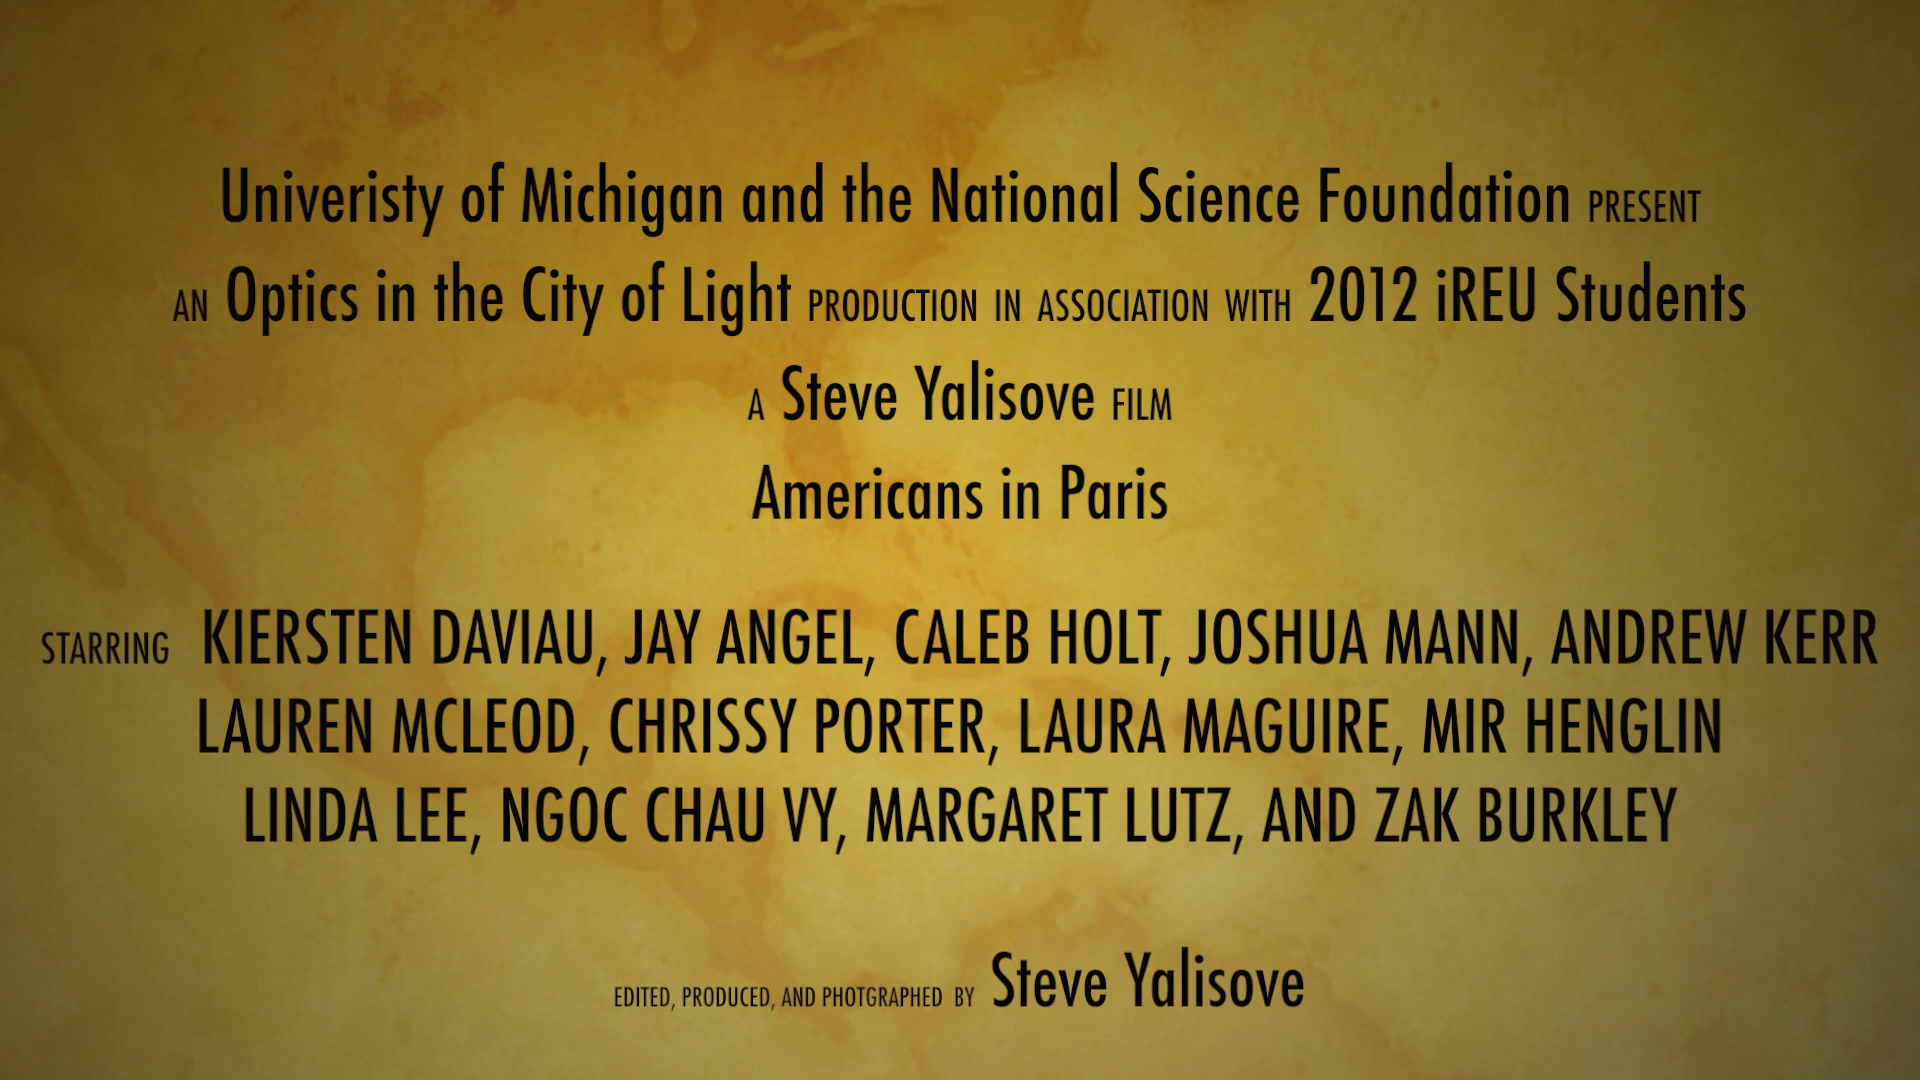 Univeristy of Michigan and the National Science Foundation PRESENT
AN Optics in the City of Light PRODUCTION IN ASSOCIATION WITH 2012 iREU Students
A Steve Yalisove FILM
Americans in Paris
STARRING KIERSTEN DAVIAU, JAY ANGEL, CALEB HOLT, JOSHUA MANN, ANDREW KERR
LAUREN MCLEOD, CHRISSY PORTER, LAURA MAGUIRE, MIR HENGLIN
LINDA LEE, NGOC CHAU VY, MARGARET LUTZ, AND ZAK BURKLEY
EDITED, PRODUCED, AND PHOTGRAPHED BY Steve Yalisove